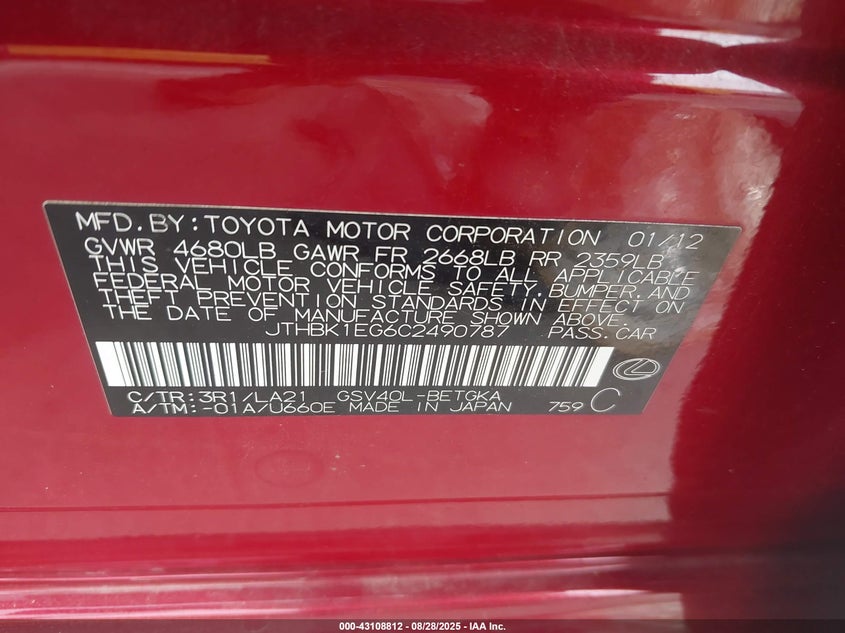 MFD. BY: TOYOTA MOTOR CORPORATION 01/12
GVWR 4680LB GAWR FR 2668LB RR 2359LB
THIS VEHICLE CONFORMS TO ALL APPLICABLE
FEDERAL MOTOR VEHICLE SAFETY, BUMPER, AND
THEFT PREVENTION STANDARDS IN EFFECT ON
THE DATE OF MANUFACTURE SHOWN ABOVE.
JTHBK1EG6C2490787 PASS. CAR
C/TR: 3R1/LA21 GSV40L-BETGKA
A/TM: -01A/U660E MADE IN JAPAN 759 C
000-43108812 - 08/28/2025 - IAA Inc.